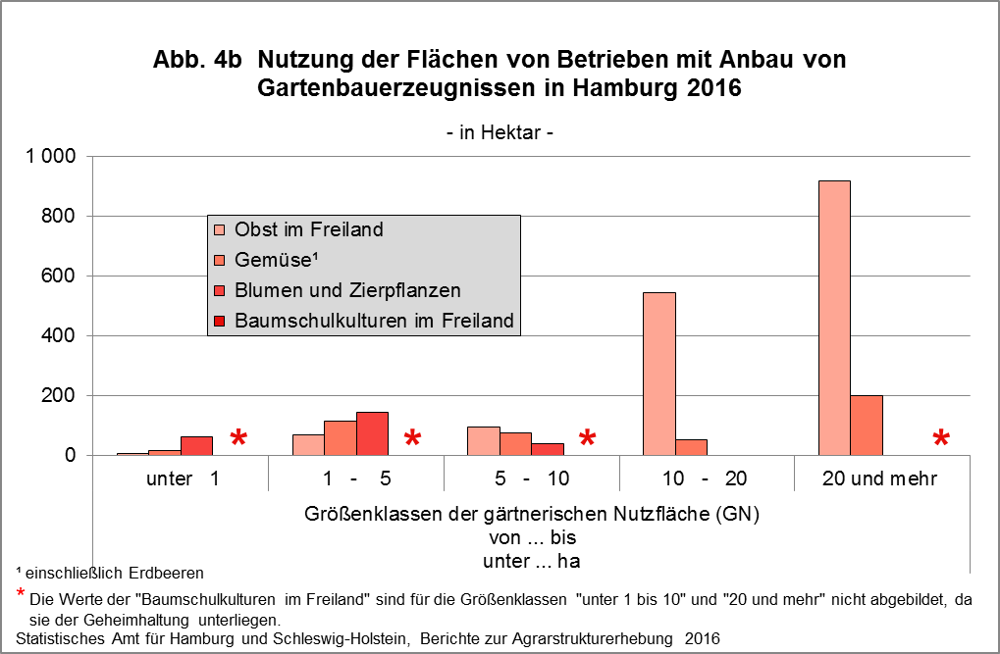 Abb. 4b  Nutzung der Flächen von Betrieben mit Anbau von
Gartenbauerzeugnissen in Hamburg 2016
- in Hektar -
1 000
800
600
400
200
0
Obst im Freiland
Gemüse¹
Blumen und Zierpflanzen
Baumschulkulturen im Freiland
* * * *
unter 1   1 - 5   5 - 10   10 - 20   20 und mehr
Größenklassen der gärtnerischen Nutzfläche (GN)
von ... bis
unter ... ha
¹ einschließlich Erdbeeren
* Die Werte der "Baumschulkulturen im Freiland" sind für die Größenklassen "unter 1 bis 10" und "20 und mehr" nicht abgebildet, da
sie der Geheimhaltung unterliegen.
Statistisches Amt für Hamburg und Schleswig-Holstein, Berichte zur Agrarstrukturerhebung 2016